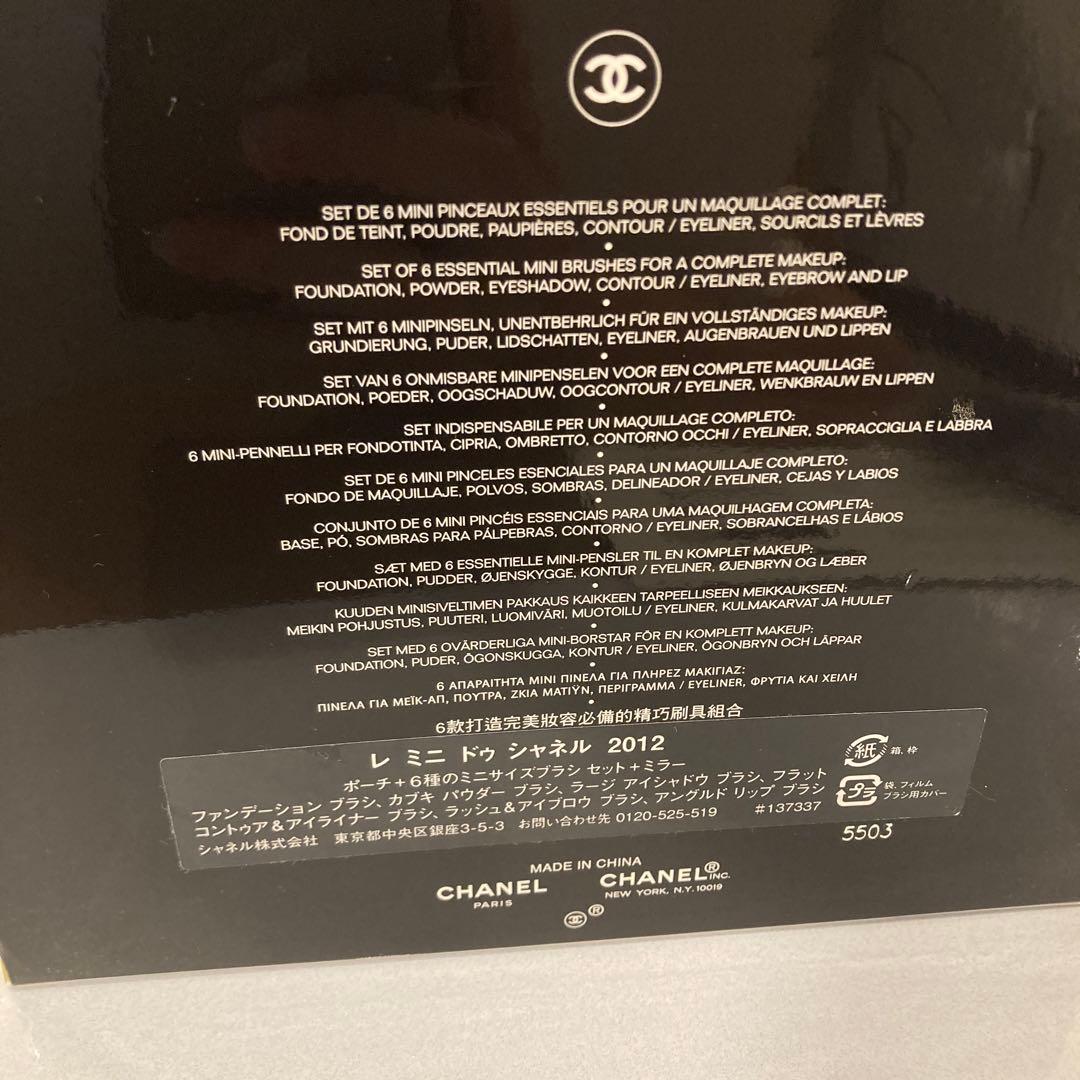 SET DE 6 MINI PINCEAUX ESSENTIELS POUR UN MAQUILLAGE COMPLET:
FOND DE TEINT, POUDRE, PAUPIÈRES, CONTOUR / EYELINER, SOURCILS ET LÈVRES
SET OF 6 ESSENTIAL MINI BRUSHES FOR A COMPLETE MAKEUP:
FOUNDATION, POWDER, EYESHADOW, CONTOUR / EYELINER, EYEBROW AND LIP
SET MIT 6 MINIPINSELN, UNENTBEHRLICH FÜR EIN VOLLSTÄNDIGES MAKEUP:
GRUNDIERUNG, PUDER, LIDSCHATTEN, EYELINER, AUGENBRAUEN UND LIPPEN
SET VAN 6 ONMISBARE MINIPENSELEN VOOR EEN COMPLETE MAQUILLAGE:
FOUNDATION, POEDER, OOGSCHADUW, OOGCONTOUR / EYELINER, WENKBRAUW EN LIPPEN
SET INDISPENSABILE PER UN MAQUILLAGE COMPLETO:
6 MINI-PENNELLI PER FONDOTINTA, CIPRIA, OMBRETTO, CONTORNO OCCHI / EYELINER, SOPRACCIGLIA E LABBRA
SET DE 6 MINI PINCELES ESENCIALES PARA UN MAQUILLAJE COMPLETO:
FONDO DE MAQUILLAJE, POLVOS, SOMBRAS, DELINEADOR / EYELINER, CEJAS Y LABIOS
CONJUNTO DE 6 MINI PINCÉIS ESSENCIAIS PARA UMA MAQUILHAGEM COMPLETA:
BASE, PÓ, SOMBRAS PARA PÁLPEBRAS, CONTORNO / EYELINER, SOBRANCELHAS E LÁBIOS
SÆT MED 6 ESSENTIELLE MINI-PENSLER TIL EN KOMPLET MAKEUP:
FOUNDATION, PUDDER, ØJENSKYGGE, KONTUR / EYELINER, ØJENBRYN OG LÆBER
KUUDEN MINISIVELTIMEN PAKKAUS KAIKKEEN TARPEELLISEEN MEIKKAUKSEEN:
MEIKIN POHJUSTUS, PUUTERI, LUOMIVÄRI, MUOTOILU / EYELINER, KULMAKARVAT JA HUULET
SET MED 6 OVÄRDERLIGA MINI-BORSTAR FÖR EN KOMPLETT MAKEUP:
FOUNDATION, PUDER, ÖGONSKUGGA, KONTUR / EYELINER, ÖGONBRYN OCH LÄPPAR
6 ΑΠΑΡΑΙΤΗΤΑ ΜΙΝΙ ΠΙΝΕΛΑ ΓΙΑ ΠΛΗΡΕΖ ΜΑΚΙΓΙΑΖ:
ΠΙΝΕΛΑ ΓΙΑ ΜΕΪΚ-ΑΠ, ΠΟΥΤΡΑ, ΖΚΙΑ ΜΑΤΙΫΝ, ΠΕΡΙΓΡΑΜΜΑ / EYELINER, ΦΡΥΤΙΑ ΚΑΙ ΧΕΙΛΗ
6款打造完美妝容必備的精巧刷具組合
レ ミニ ドゥ シャネル 2012
ポーチ+6種のミニサイズブラシ セット+ミラー
ファンデーション ブラシ、カブキ パウダー ブラシ、ラージ アイシャドウ ブラシ、フラット
コントゥア&アイライナー ブラシ、ラッシュ&アイブロウ ブラシ、アングルド リップ ブラシ
シャネル株式会社 東京都中央区銀座3-5-3 お問い合わせ先 0120-525-519 #137337
紙 箱、枠
プラ 袋、フィルム
ブラシ用カバー
5503
MADE IN CHINA
CHANEL
PARIS
CHANEL® INC.
NEW YORK, N.Y. 10019
®